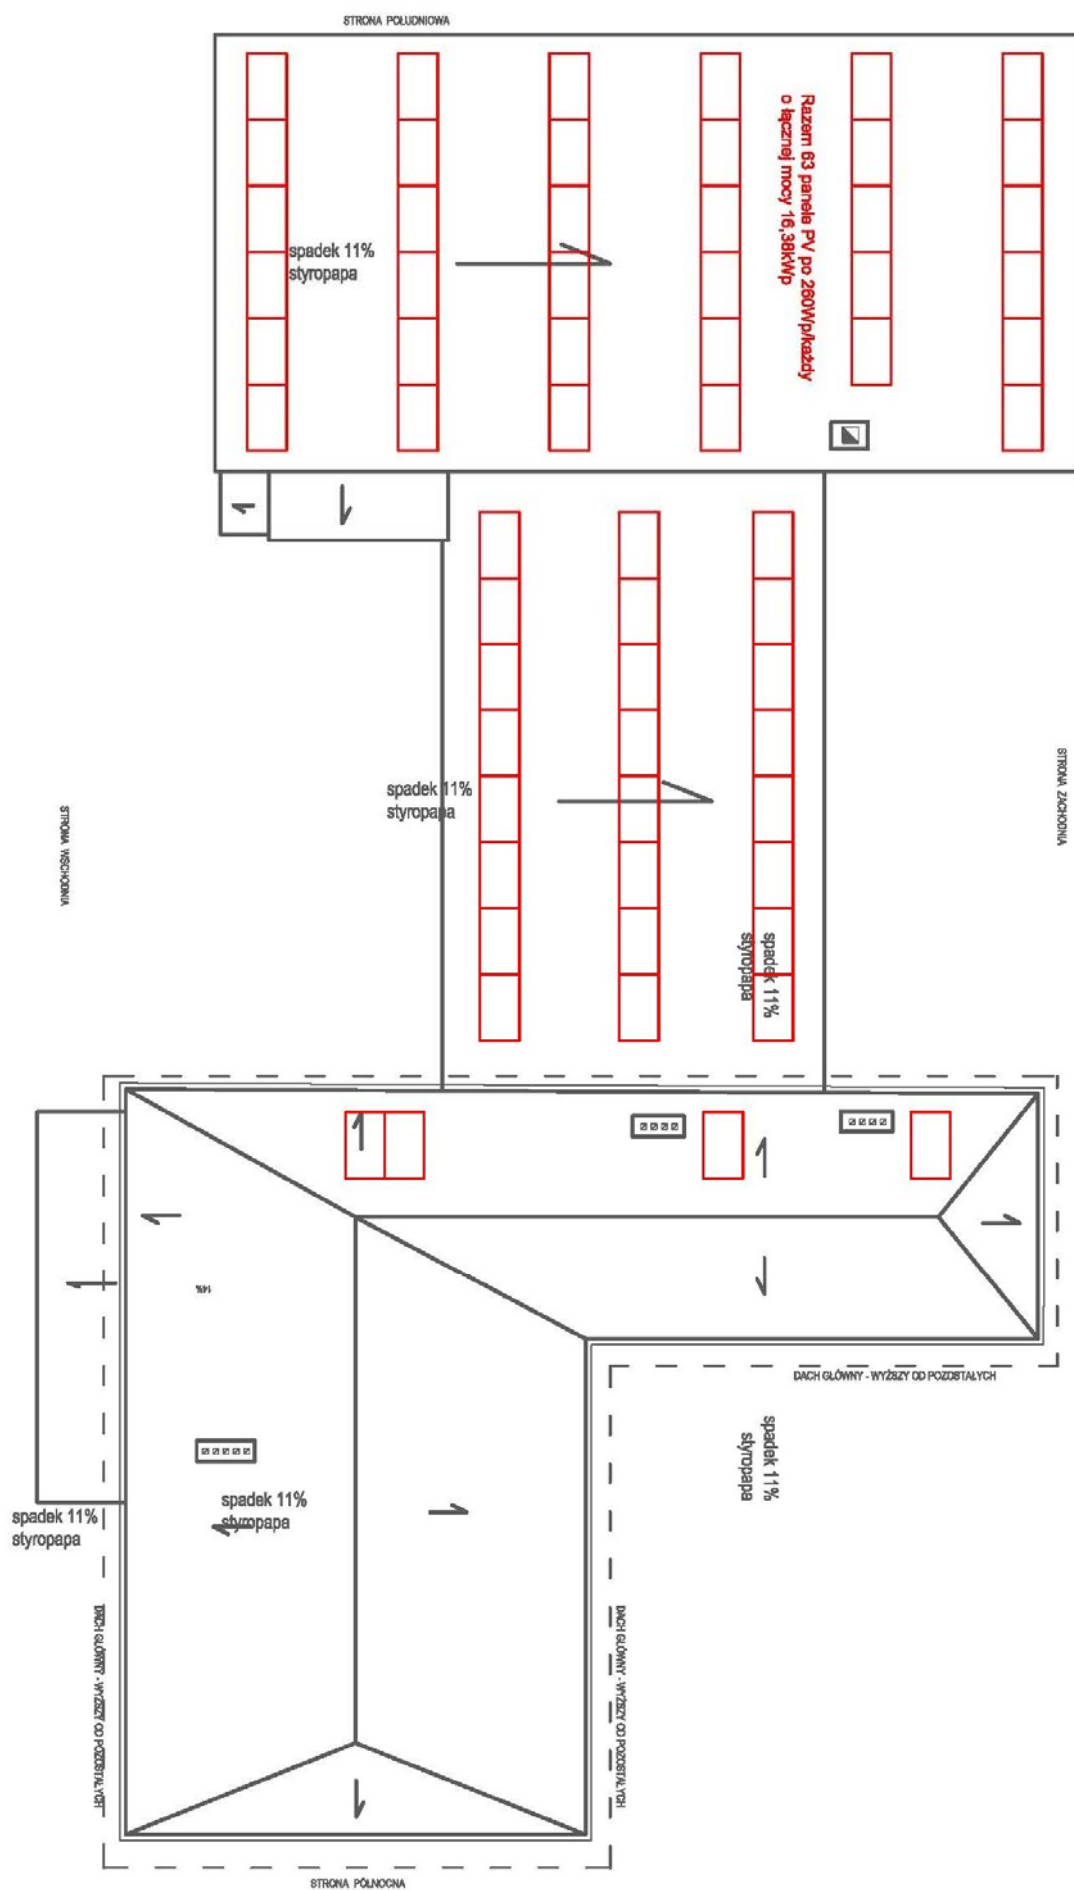 STRONA POŁUDNIOWA
Razem 63 panele PV po 260Wp/każdy
o łącznej mocy 16,38kWp
spadek 11%
styropapa
STRONA ZACHODNIA
spadek 11%
styropapa
STRONA WSCHODNIA
spadek 11%
styropapa
14%
DACH GŁÓWNY - WYŻSZY OD POZOSTAŁYCH
spadek 11%
styropapa
spadek 11%
styropapa
spadek 11%
styropapa
DACH GŁÓWNY - WYŻSZY OD POZOSTAŁYCH
DACH GŁÓWNY - WYŻSZY OD POZOSTAŁYCH
STRONA PÓŁNOCNA